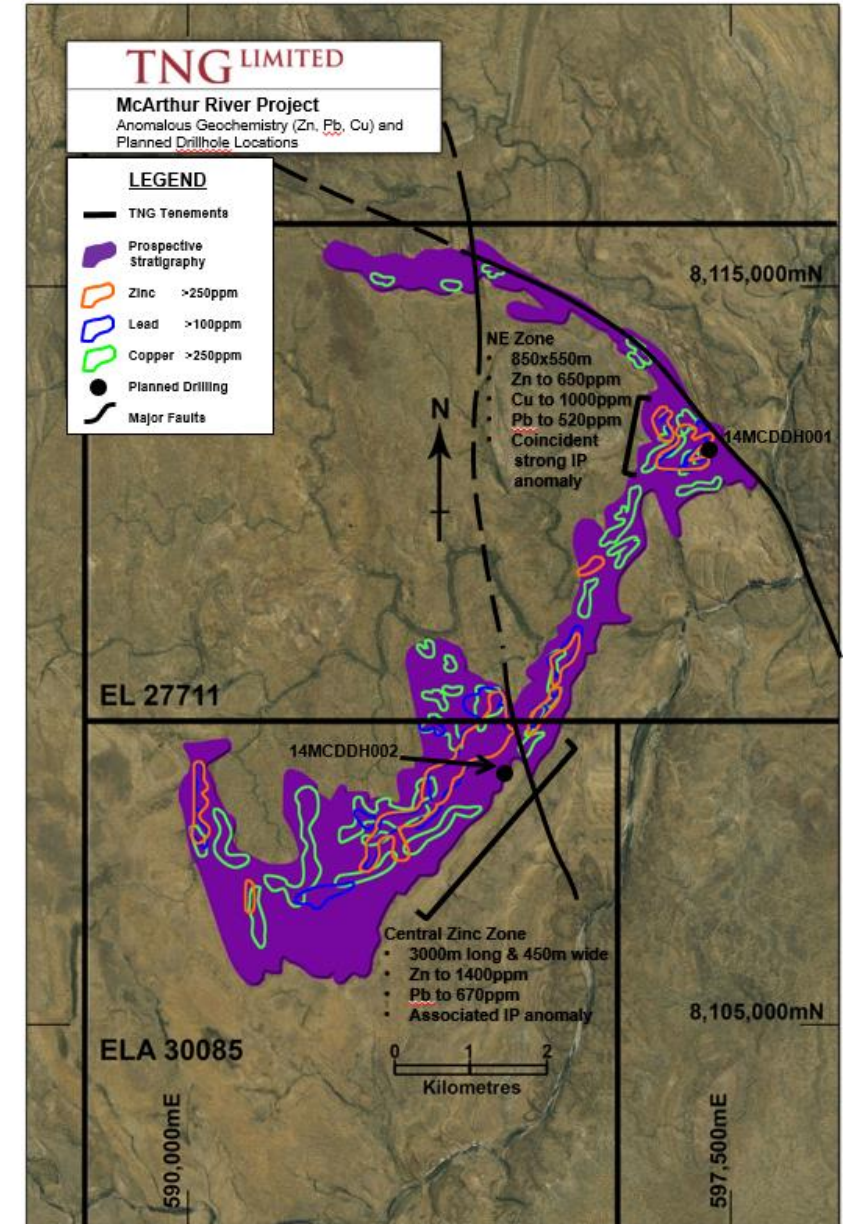 TNG LIMITED
McArthur River Project
Anomalous Geochemistry (Zn, Pb, Cu) and
Planned Drillhole Locations
LEGEND
TNG Tenements
Prospective
Stratigraphy
Zinc >250ppm
Lead >100ppm
Copper >250ppm
Planned Drilling
Major Faults
8,115,000mN
NE Zone
• 850x550m
• Zn to 650ppm
• Cu to 1000ppm
• Pb to 520ppm
• Coincident
strong IP
anomaly
N
14MCDDH001
EL 27711
14MCDDH002
Central Zinc Zone
• 3000m long & 450m wide
• Zn to 1400ppm
• Pb to 670ppm
• Associated IP anomaly
8,105,000mN
ELA 30085
0 1 2
Kilometres
590,000mE
597,500mE